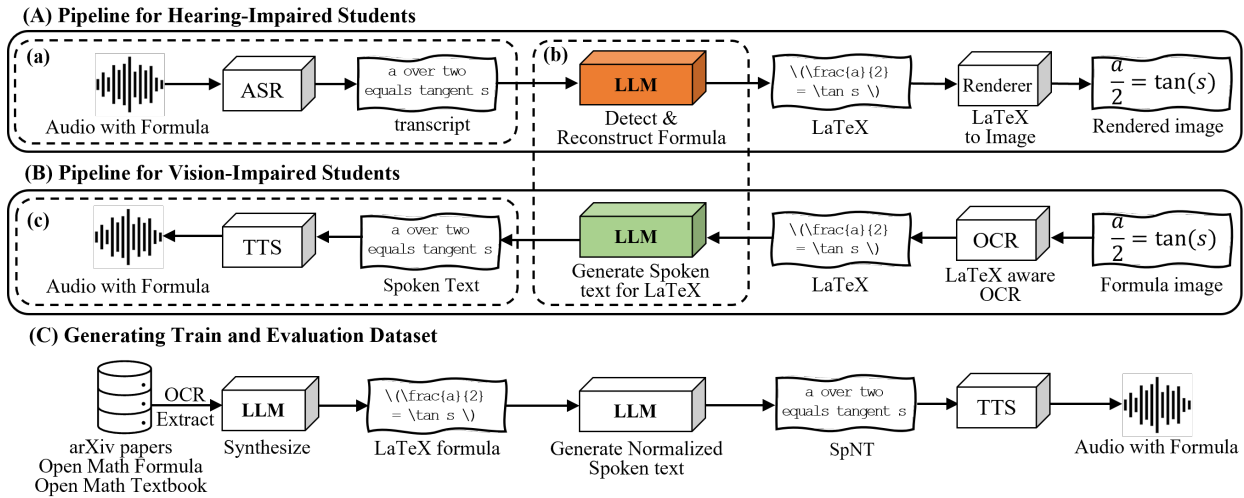 (A) Pipeline for Hearing-Impaired Students
(a)
Audio with Formula
ASR
a over two
equals tangent s
transcript
(b)
LLM
Detect &
Reconstruct Formula
\(\frac{a}{2}
= \tan s \)
LaTeX
Renderer
LaTeX
to Image
a/2 = tan(s)
Rendered image
(B) Pipeline for Vision-Impaired Students
(c)
Audio with Formula
TTS
a over two
equals tangent s
Spoken Text
LLM
Generate Spoken
text for LaTeX
\(\frac{a}{2}
= \tan s \)
LaTeX
OCR
LaTeX aware
OCR
a/2 = tan(s)
Formula image
(C) Generating Train and Evaluation Dataset
OCR
Extract
arXiv papers
Open Math Formula
Open Math Textbook
LLM
Synthesize
\(\frac{a}{2}
= \tan s \)
LaTeX formula
LLM
Generate Normalized
Spoken text
a over two
equals tangent s
SpNT
TTS
Audio with Formula